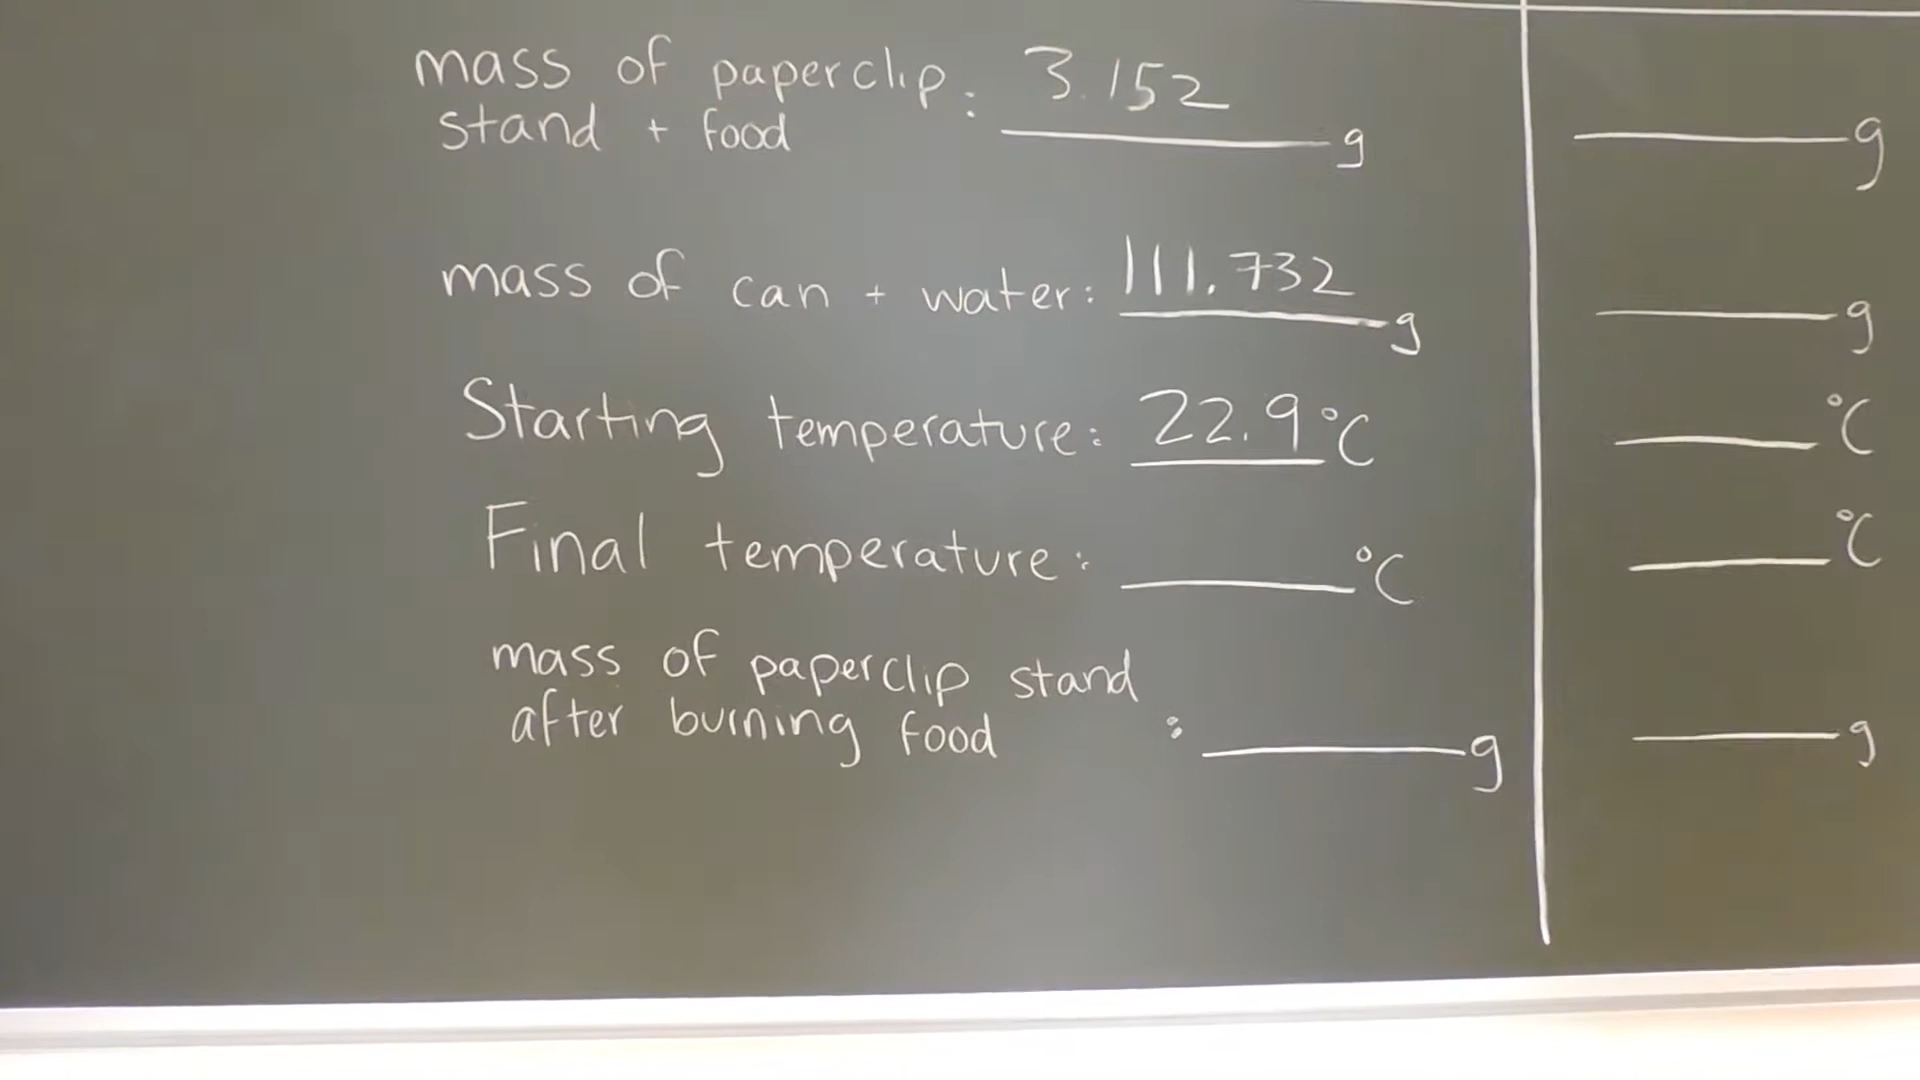 mass of paperclip: 3.152
stand + food g g
mass of can + water: 111.732 g g
Starting temperature: 22.9 °C °C
Final temperature: °C °C
mass of paperclip stand
after burning food : g g